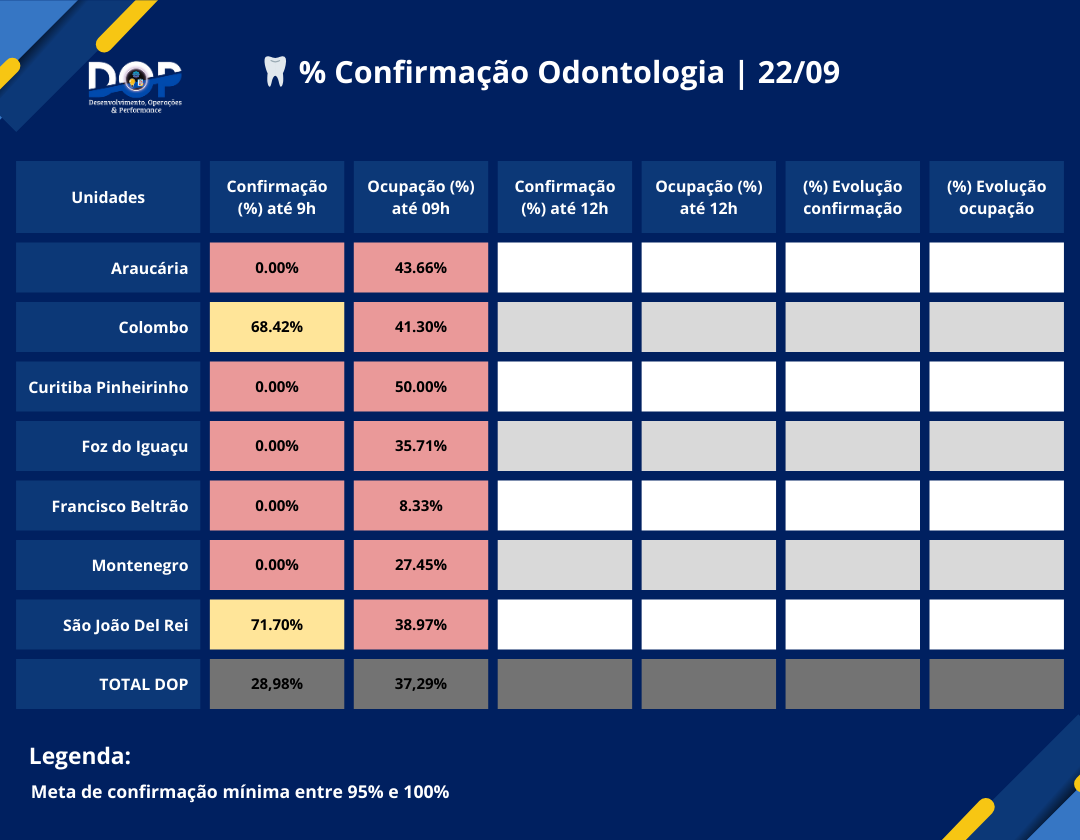 DOP
Desenvolvimento, Operações
& Performance
% Confirmação Odontologia | 22/09
Unidades
Confirmação
(%) até 9h
Ocupação (%)
até 09h
Confirmação
(%) até 12h
Ocupação (%)
até 12h
(%) Evolução
confirmação
(%) Evolução
ocupação
Araucária 0.00% 43.66%
Colombo 68.42% 41.30%
Curitiba Pinheirinho 0.00% 50.00%
Foz do Iguaçu 0.00% 35.71%
Francisco Beltrão 0.00% 8.33%
Montenegro 0.00% 27.45%
São João Del Rei 71.70% 38.97%
TOTAL DOP 28,98% 37,29%
Legenda:
Meta de confirmação mínima entre 95% e 100%